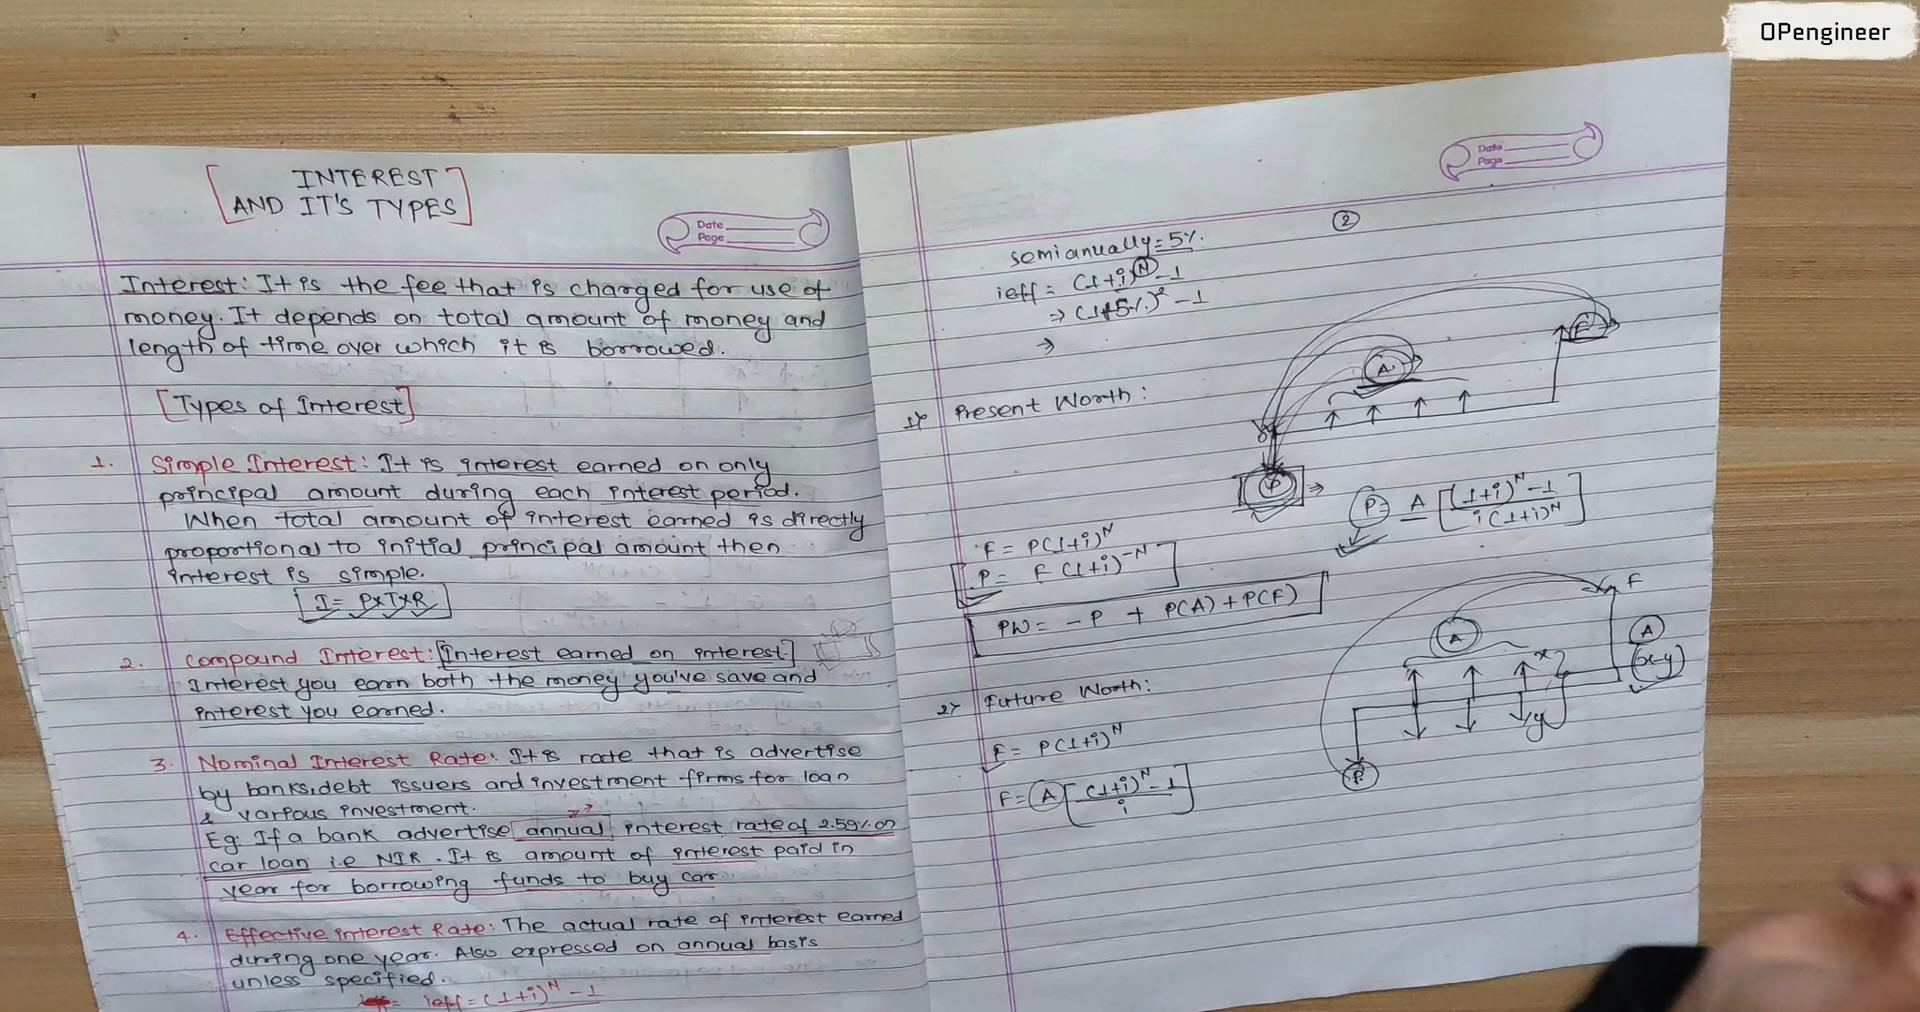 OPengineer
INTEREST
AND IT'S TYPES
Date
Page
Interest: It is the fee that is charged for use of
money. It depends on total amount of money and
length of time over which it is borrowed.
[Types of Interest]
1. Simple Interest: It is interest earned on only
principal amount during each interest period.
When total amount of interest earned is directly
proportional to initial principal amount then
interest is simple.
I = P×T×R
2. Compound Interest: [Interest earned on interest]
Interest you earn both the money you've save and
interest you earned.
3. Nominal Interest Rate: It is rate that is advertise
by banks, debt issuers and investment firms for loan
& various investment.
Eg: If a bank advertise annual interest rate of 2.59% on
car loan i.e NIR. It is amount of interest paid in
year for borrowing funds to buy car.
4. Effective interest Rate: The actual rate of interest earned
during one year. Also expressed on annual basis
unless specified.
ieff = (1+i)^N - 1
Date
Page
2
semianually = 5%.
ieff = (1+i)^N - 1
⇒ (1+5%)² - 1
⇒
F
A
1) Present Worth:
P ⇒
P = A [(1+i)^N - 1 / i(1+i)^N]
F = P(1+i)^N
P = F (1+i)^-N
PW = - P + P(A) + P(F)
F
A
A
x
(x-y)
y
P
2) Future Worth:
F = P(1+i)^N
F = A [(1+i)^N - 1 / i]